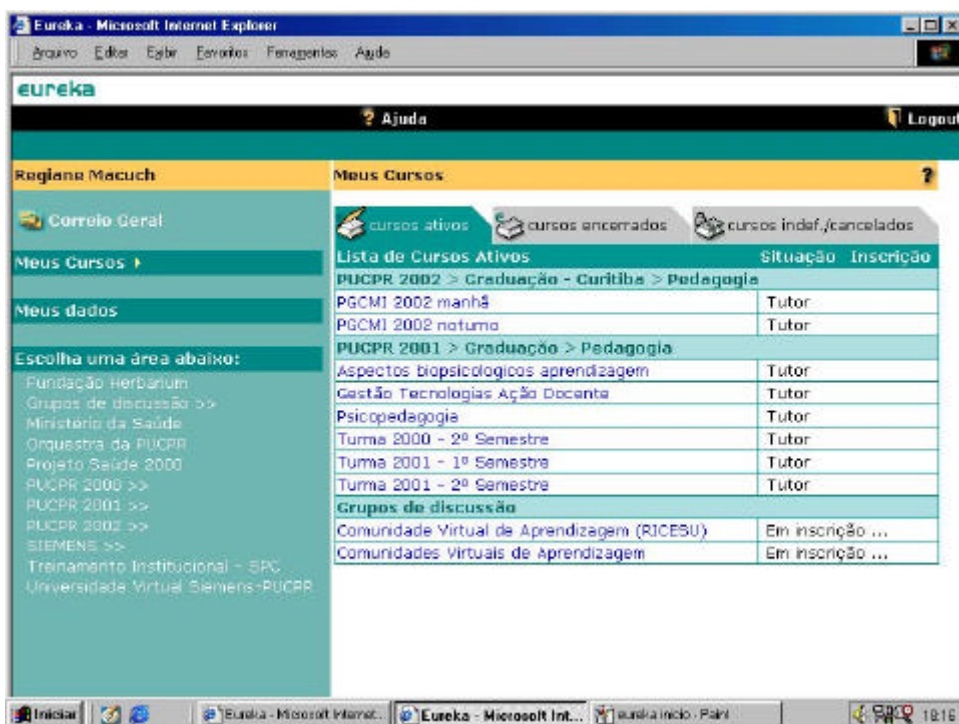 Eureka - Microsoft Internet Explorer
Arquivo Editar Exibir Favoritos Ferramentas Ajuda
eureka
? Ajuda Logout
Regiane Macuch
Correio Geral
Meus Cursos
Meus dados
Escolha uma área abaixo:
Fundação Herbarium
Grupos de discussão >>
Ministério da Saúde
Orquestra da PUCPR
Projeto Saúde 2000
PUCPR 2000 >>
PUCPR 2001 >>
PUCPR 2002 >>
SIEMENS >>
Treinamento Institucional - SPC
Universidade Virtual Siemens-PUCPR
Meus Cursos ?
cursos ativos cursos encerrados cursos indef./cancelados
Lista de Cursos Ativos Situação Inscrição
PUCPR 2002 > Graduação - Curitiba > Pedagogia
PGCMI 2002 manhã Tutor
PGCMI 2002 noturno Tutor
PUCPR 2001 > Graduação > Pedagogia
Aspectos biopsicologicos aprendizagem Tutor
Gestão Tecnologias Ação Docente Tutor
Psicopedagogia Tutor
Turma 2000 - 2º Semestre Tutor
Turma 2001 - 1º Semestre Tutor
Turma 2001 - 2º Semestre Tutor
Grupos de discussão
Comunidade Virtual de Aprendizagem (RICESU) Em inscrição ...
Comunidades Virtuais de Aprendizagem Em inscrição ...
Iniciar Eureka - Microsoft Internet... Eureka - Microsoft Int... eureka inicio - Paint 18:16